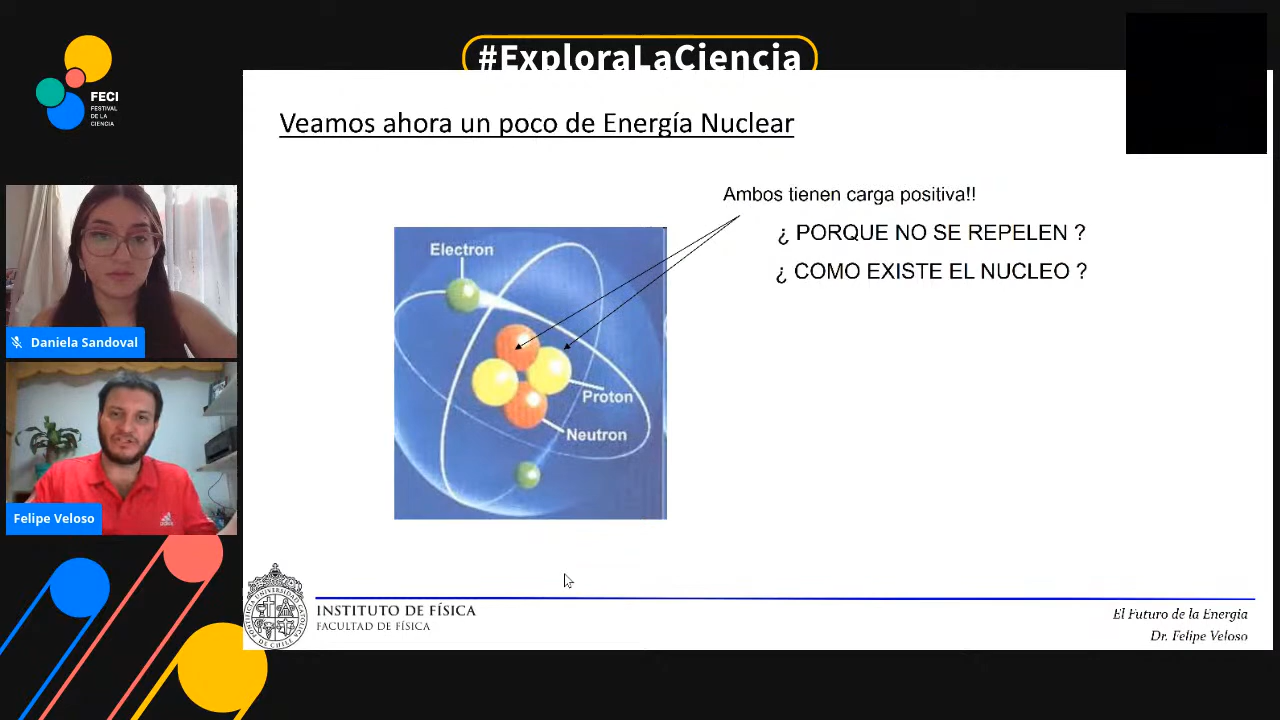 #ExploraLaCiencia
FECI
FESTIVAL
DE LA
CIENCIA
Veamos ahora un poco de Energía Nuclear
Ambos tienen carga positiva!!
¿ PORQUE NO SE REPELEN ?
¿ COMO EXISTE EL NUCLEO ?
Electron
Proton
Neutron
Daniela Sandoval
Felipe Veloso
INSTITUTO DE FÍSICA
FACULTAD DE FÍSICA
El Futuro de la Energia
Dr. Felipe Veloso